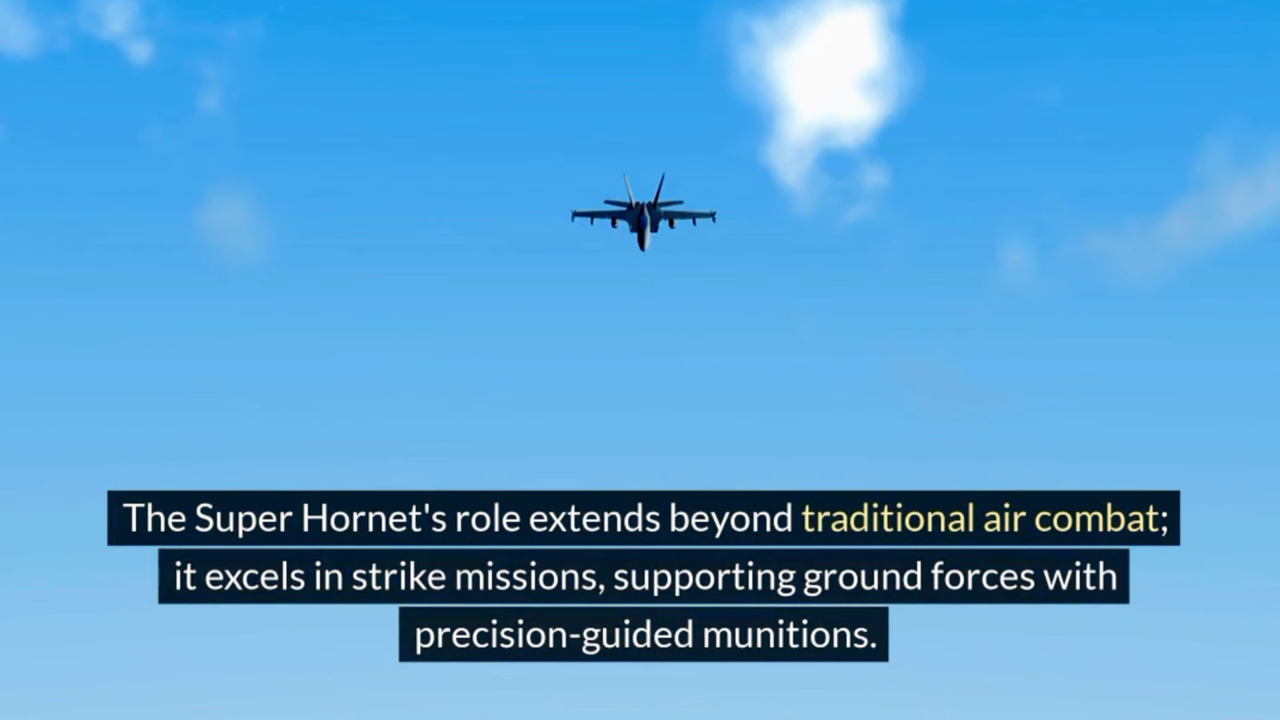 The Super Hornet's role extends beyond traditional air combat;
it excels in strike missions, supporting ground forces with
precision-guided munitions.